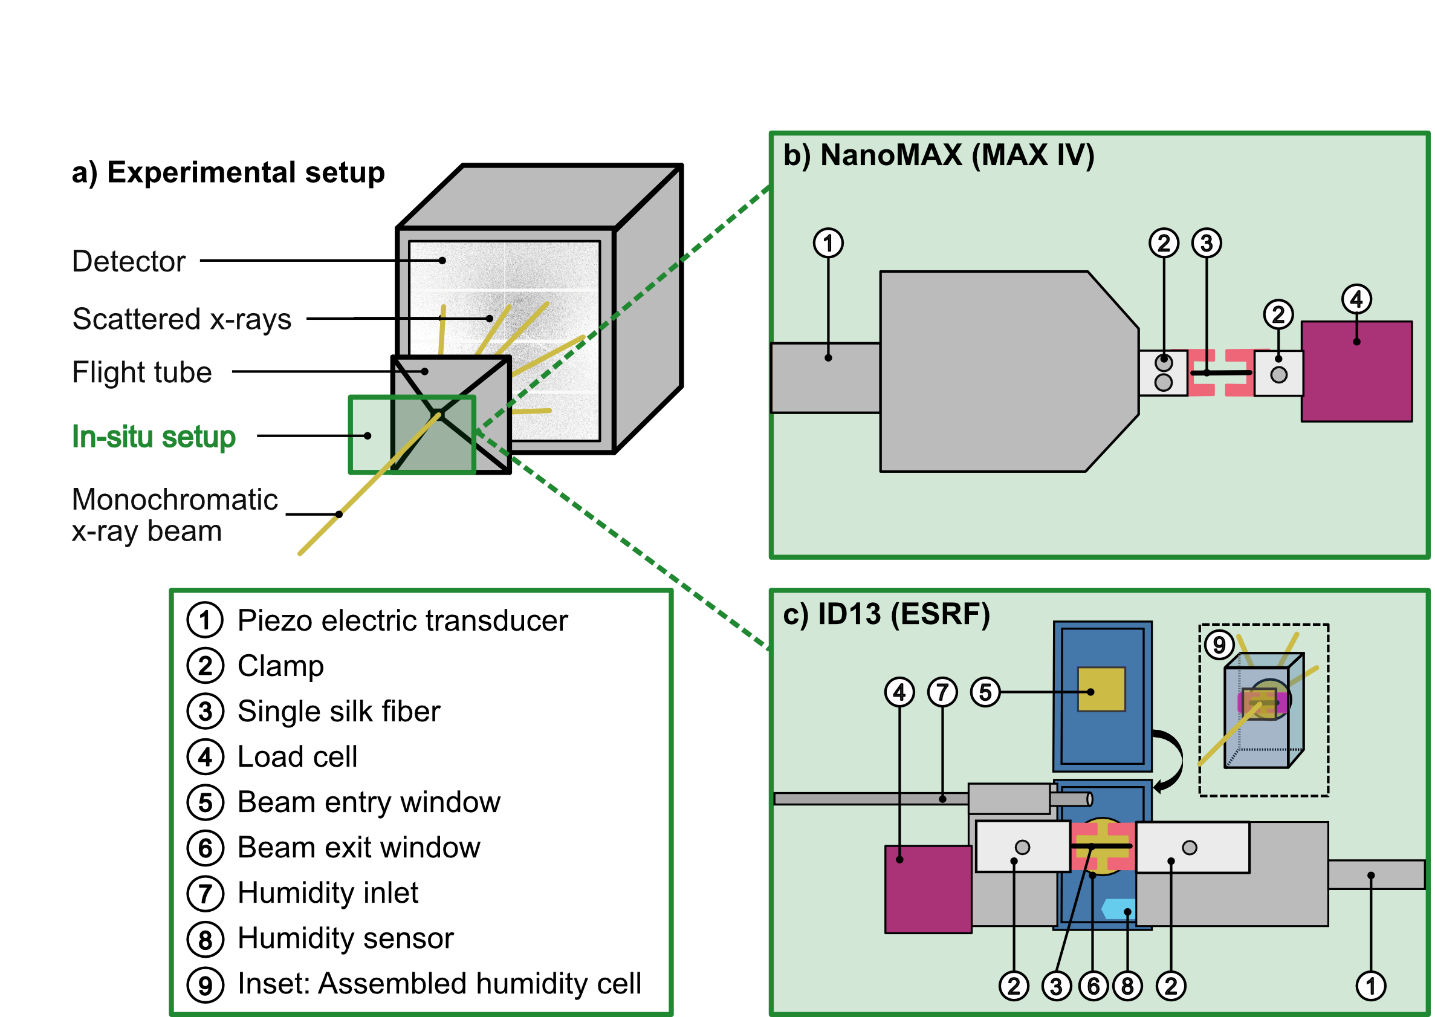 a) Experimental setup
Detector
Scattered x-rays
Flight tube
In-situ setup
Monochromatic
x-ray beam
1 Piezo electric transducer
2 Clamp
3 Single silk fiber
4 Load cell
5 Beam entry window
6 Beam exit window
7 Humidity inlet
8 Humidity sensor
9 Inset: Assembled humidity cell
b) NanoMAX (MAX IV)
1 2 3
2 4
c) ID13 (ESRF)
9
4 7 5
2 3 6 8 2 1